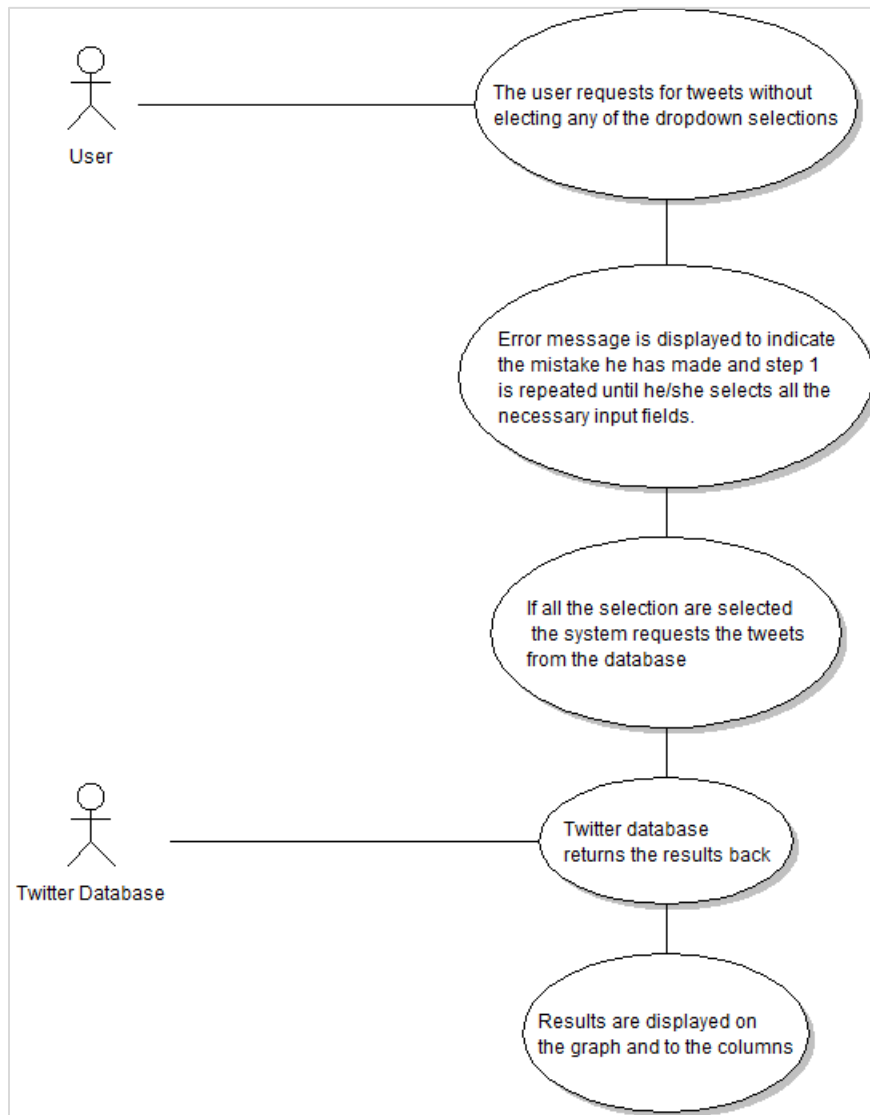 The user requests for tweets without
electing any of the dropdown selections
User
Error message is displayed to indicate
the mistake he has made and step 1
is repeated until he/she selects all the
necessary input fields.
If all the selection are selected
the system requests the tweets
from the database
Twitter database
returns the results back
Twitter Database
Results are displayed on
the graph and to the columns